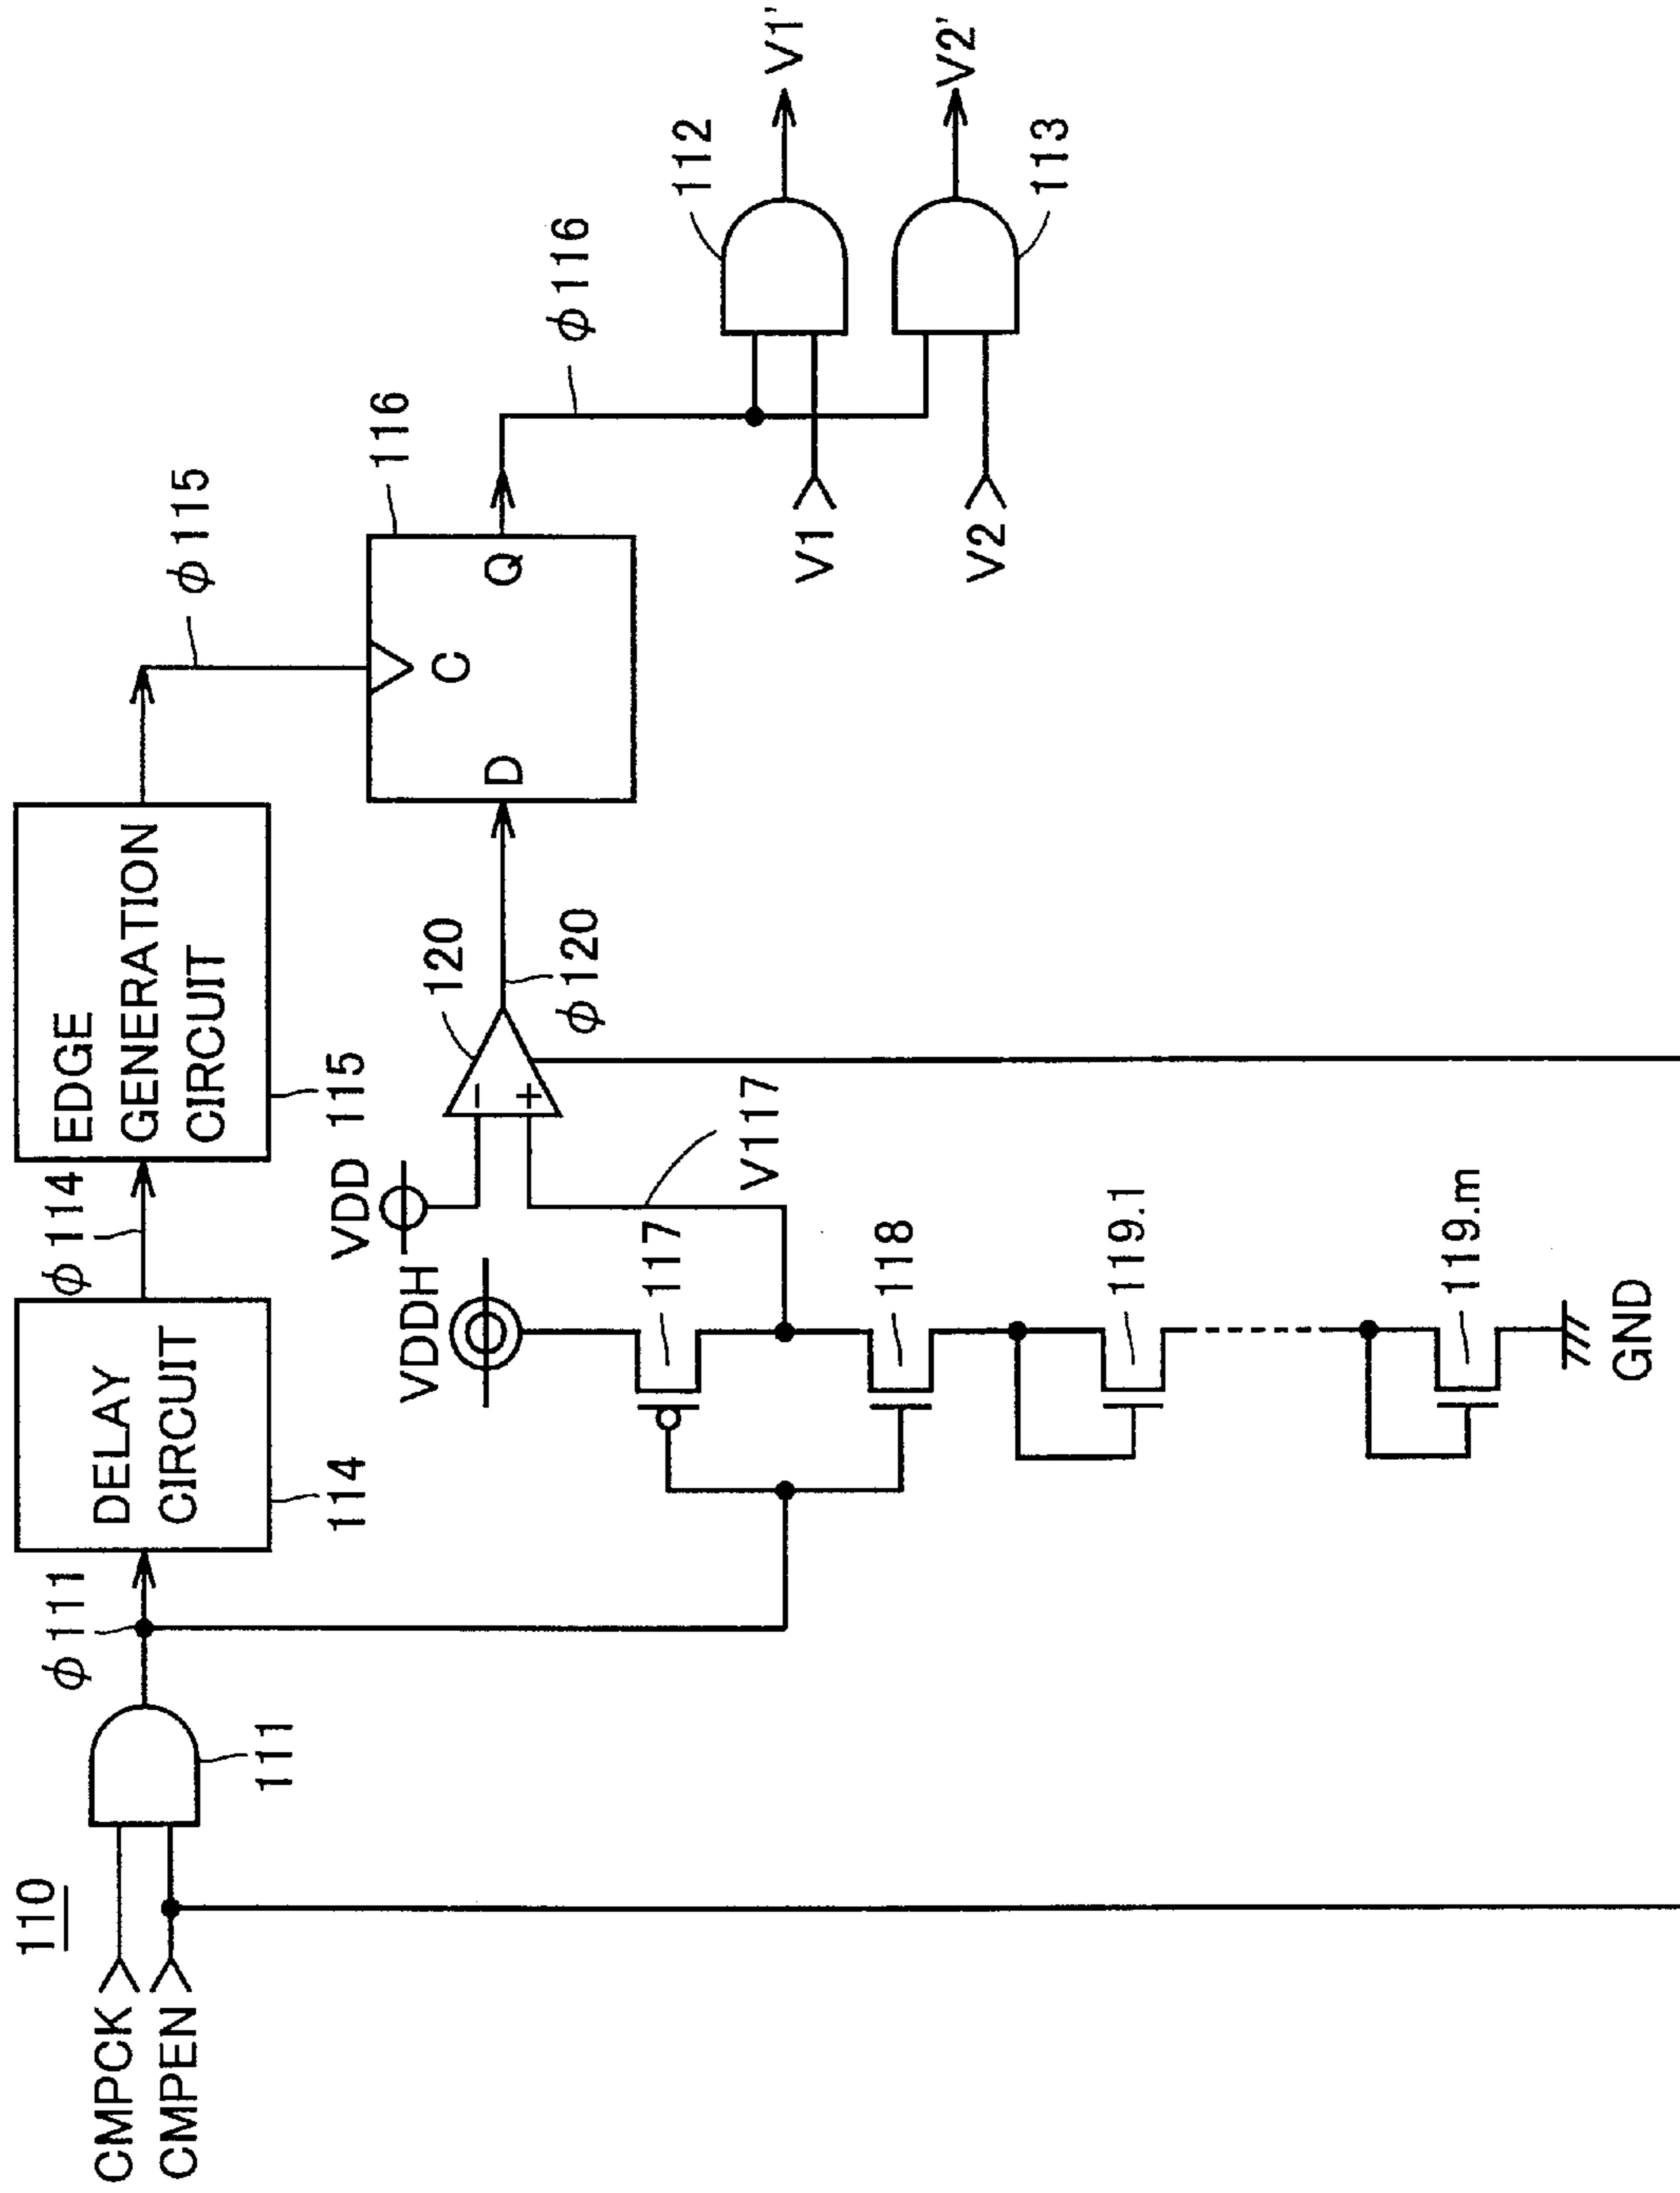 110
CMPCK
CMPEN
111
φ111
DELAY
CIRCUIT
114
φ114
EDGE
GENERATION
CIRCUIT
115
φ115
VDD
VDDH
117
V117
118
119.1
119.m
GND
120
φ120
D
C
Q
116
φ116
V1
V2
112
113
V1'
V2'